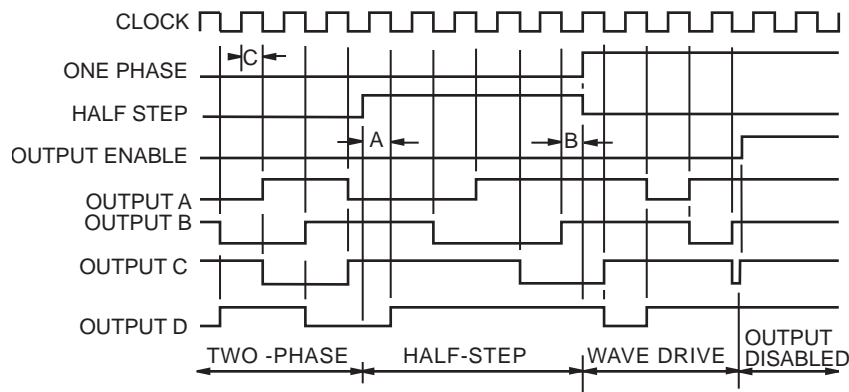 CLOCK
C
ONE PHASE
HALF STEP
A
B
OUTPUT ENABLE
OUTPUT A
OUTPUT B
OUTPUT C
OUTPUT D
TWO -PHASE
HALF-STEP
WAVE DRIVE
OUTPUT
DISABLED